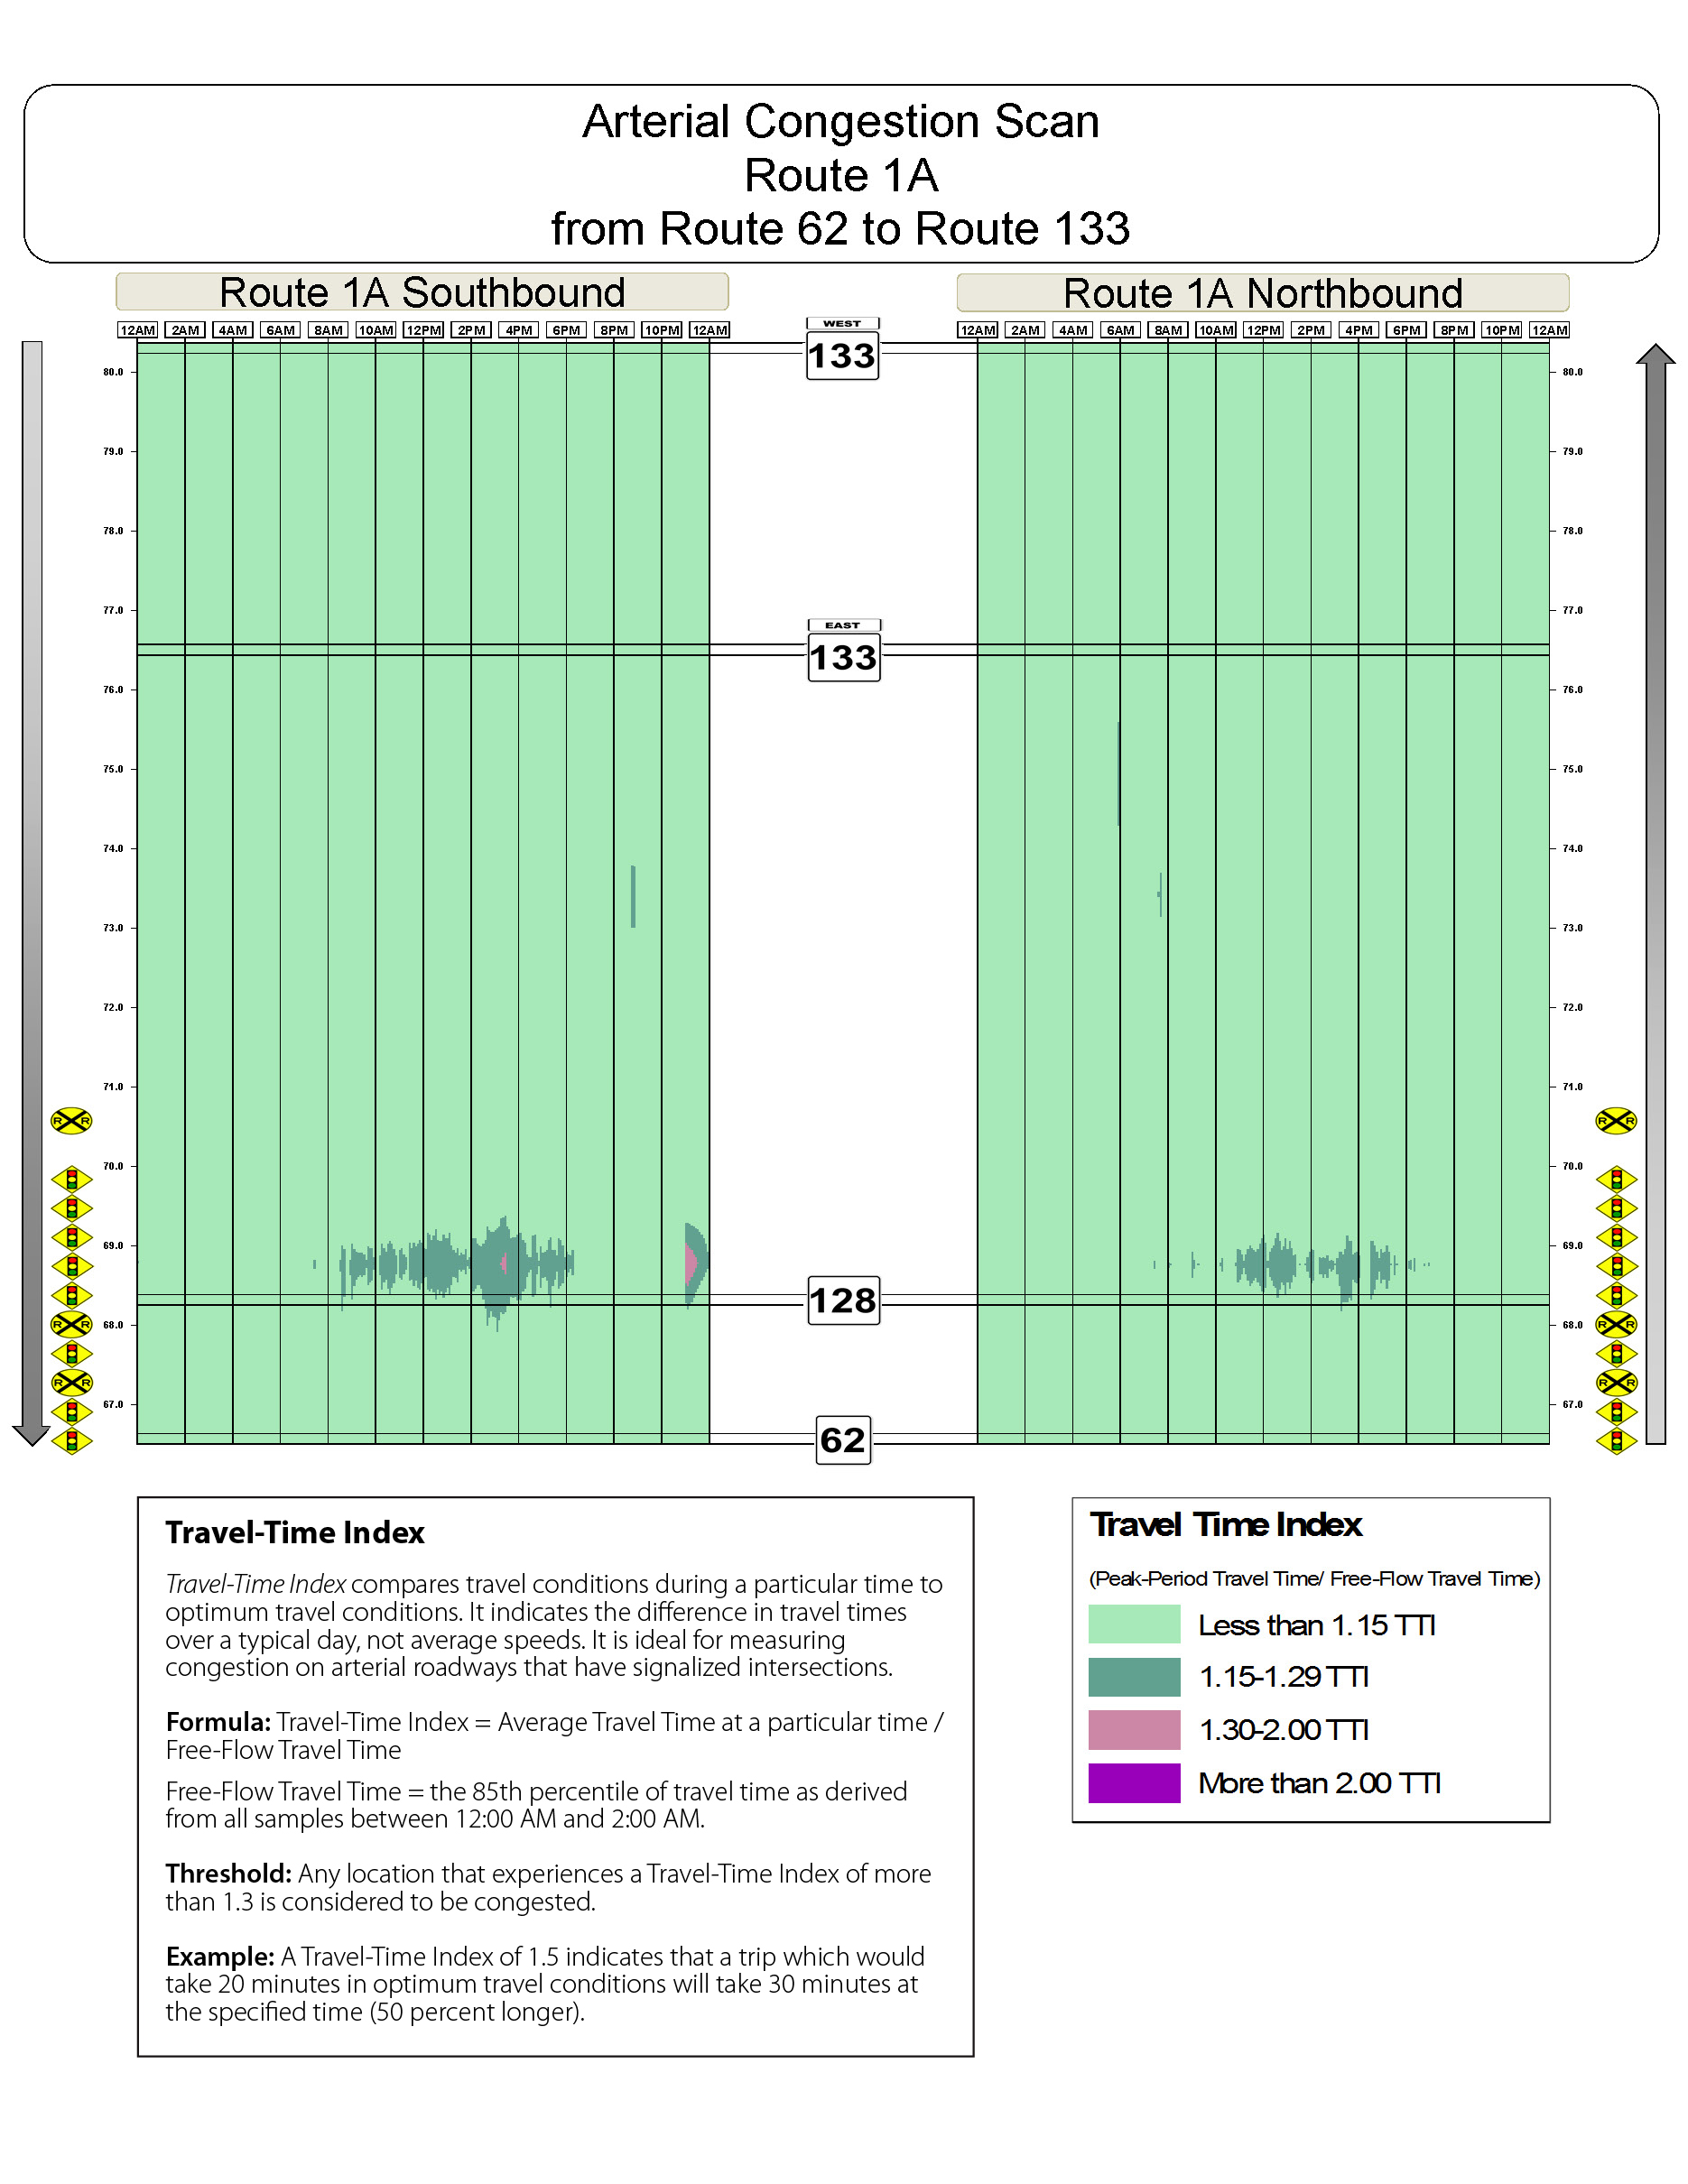 Arterial Congestion Scan
Route 1A
from Route 62 to Route 133
Route 1A Southbound
Route 1A Northbound
12AM 2AM 4AM 6AM 8AM 10AM 12PM 2PM 4PM 6PM 8PM 10PM 12AM
WEST
133
12AM 2AM 4AM 6AM 8AM 10AM 12PM 2PM 4PM 6PM 8PM 10PM 12AM
80.0 80.0
79.0 79.0
78.0 78.0
77.0 77.0
EAST
133
76.0 76.0
75.0 75.0
74.0 74.0
73.0 73.0
72.0 72.0
71.0 71.0
R R R R
70.0 70.0
69.0 69.0
128
R R 68.0 68.0 R R
R R R R
67.0 67.0
62
Travel-Time Index
Travel-Time Index compares travel conditions during a particular time to
optimum travel conditions. It indicates the difference in travel times
over a typical day, not average speeds. It is ideal for measuring
congestion on arterial roadways that have signalized intersections.
Formula: Travel-Time Index = Average Travel Time at a particular time /
Free-Flow Travel Time
Free-Flow Travel Time = the 85th percentile of travel time as derived
from all samples between 12:00 AM and 2:00 AM.
Threshold: Any location that experiences a Travel-Time Index of more
than 1.3 is considered to be congested.
Example: A Travel-Time Index of 1.5 indicates that a trip which would
take 20 minutes in optimum travel conditions will take 30 minutes at
the specified time (50 percent longer).
Travel Time Index
(Peak-Period Travel Time/ Free-Flow Travel Time)
Less than 1.15 TTI
1.15-1.29 TTI
1.30-2.00 TTI
More than 2.00 TTI